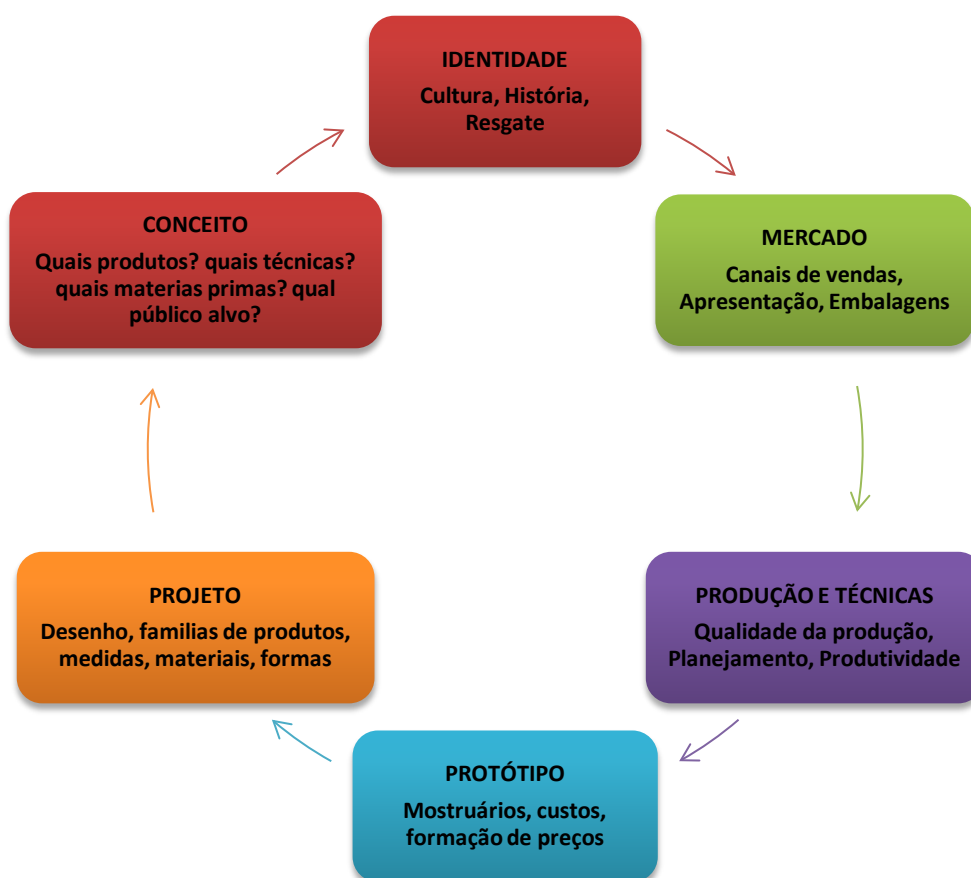 IDENTIDADE
Cultura, História,
Resgate
MERCADO
Canais de vendas,
Apresentação, Embalagens
PRODUÇÃO E TÉCNICAS
Qualidade da produção,
Planejamento, Produtividade
PROTÓTIPO
Mostruários, custos,
formação de preços
PROJETO
Desenho, familias de produtos,
medidas, materiais, formas
CONCEITO
Quais produtos? quais técnicas?
quais materias primas? qual
público alvo?